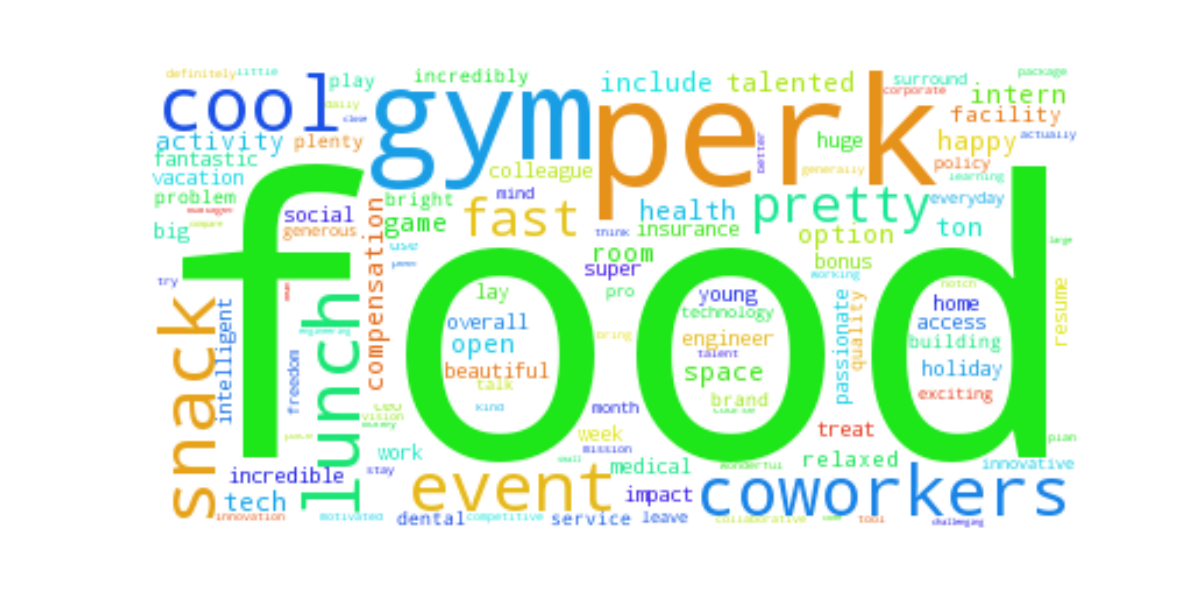 definitely little
play
incredibly
include talented
surround
package
cool
gym
perk
corporate
intern
daily
close
facility
activity plenty
huge
happy
actually
better
fantastic
colleague
generally
policy
learning
vacation
mind
problem
bright
health
pretty
everyday
social
game
fast
insurance
option
ton
big
generous
think
compare
use
room
bonus
large
food
super
working
try
lay
pro
young
notch
technology
home
snack
intelligent
lunch
compensation
overall
open
engineer
talent
access
building
passionate
quality
resume
beautiful
space
holiday
talk
exciting
freedom
kind
month
brand
vision
week
treat
mission
plan
work
medical
wonderful
relaxed
innovative
incredible
stay
small
event
impact
coworkers
tech
innovation
motivated
dental competitive service leave
collaborative
tool
challenging